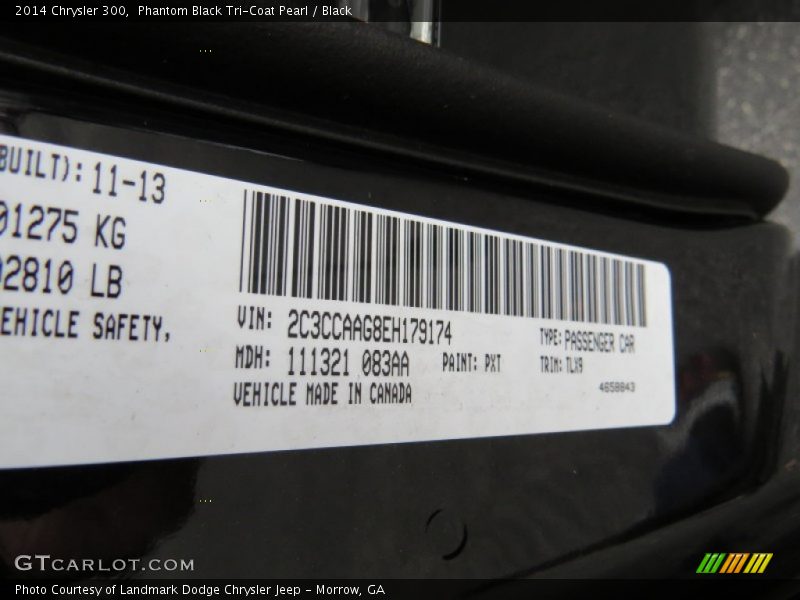 2014 Chrysler 300,  Phantom Black Tri-Coat Pearl / Black
BUILT): 11-13
01275 KG
02810 LB
VEHICLE SAFETY,
VIN: 2C3CCAAG8EH179174
TYPE: PASSENGER CAR
MDH: 111321 083AA
PAINT: PXT
TRIM: TLX9
VEHICLE MADE IN CANADA
4658843
GTCARLOT.COM
Photo Courtesy of Landmark Dodge Chrysler Jeep - Morrow, GA